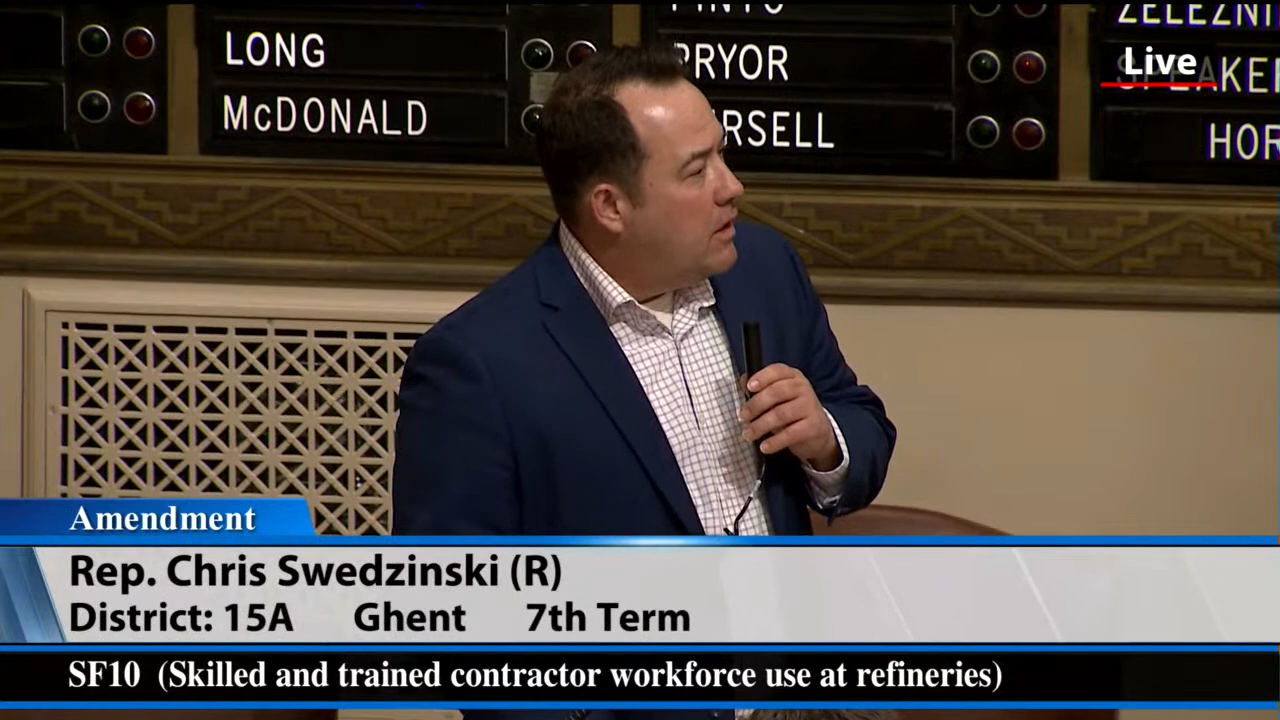 ZELEZNI
LONG
PRYOR
Live
McDONALD
RSELL
HOR
Amendment
Rep. Chris Swedzinski (R)
District: 15A Ghent 7th Term
SF10 (Skilled and trained contractor workforce use at refineries)